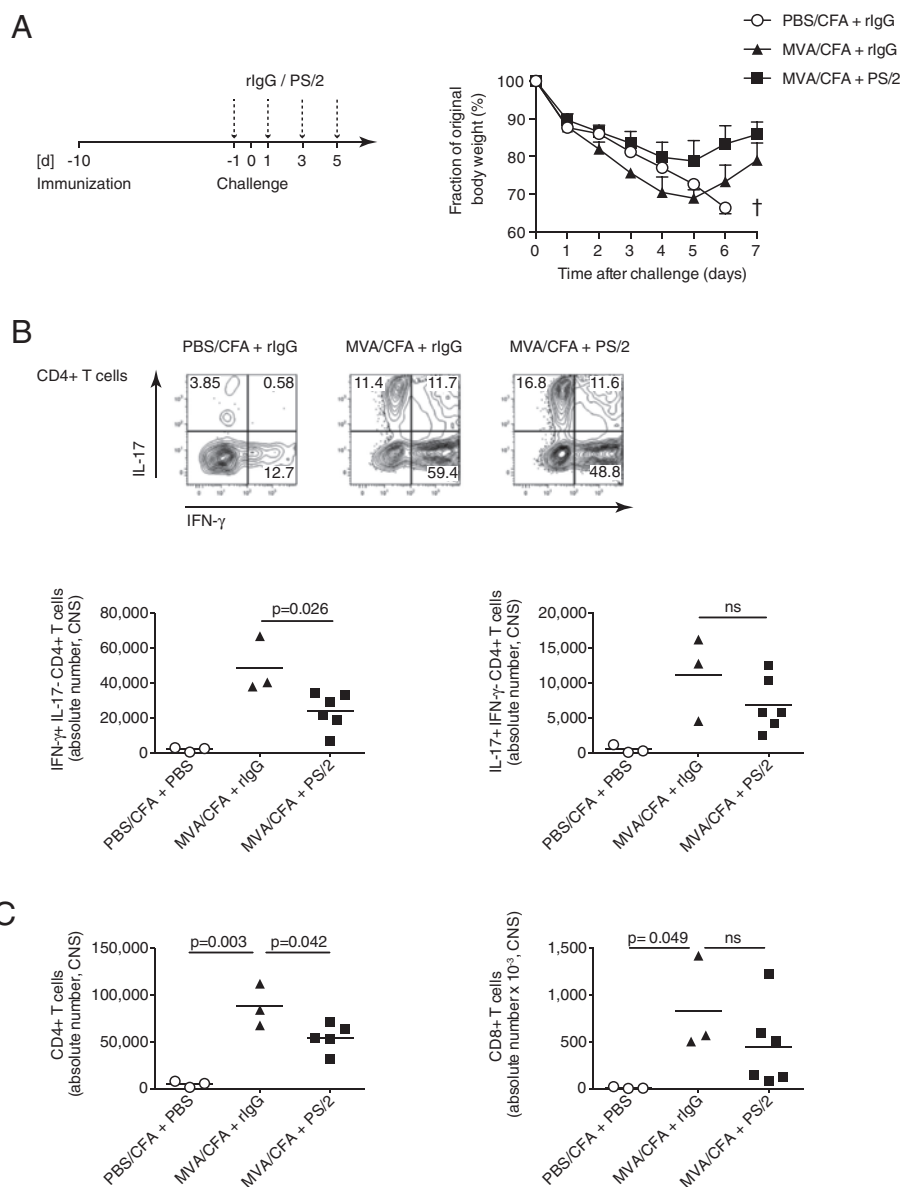 A
rIgG / PS/2
[d] -10 -1 0 1 3 5
Immunization Challenge
PBS/CFA + rIgG
MVA/CFA + rIgG
MVA/CFA + PS/2
Fraction of original
body weight (%)
100
90
80
70
60
†
0 1 2 3 4 5 6 7
Time after challenge (days)
B
PBS/CFA + rIgG MVA/CFA + rIgG MVA/CFA + PS/2
CD4+ T cells
IL-17
3.85 0.58 11.4 11.7 16.8 11.6
12.7 59.4 48.8
IFN-γ
IFN-γ+ IL-17- CD4+ T cells
(absolute number, CNS)
80,000
60,000
40,000
20,000
0
p=0.026
PBS/CFA + PBS
MVA/CFA + rIgG
MVA/CFA + PS/2
IL-17+ IFN-γ- CD4+ T cells
(absolute number, CNS)
20,000
15,000
10,000
5,000
0
ns
PBS/CFA + PBS
MVA/CFA + rIgG
MVA/CFA + PS/2
C
CD4+ T cells
(absolute number, CNS)
150,000
100,000
50,000
0
p=0.003 p=0.042
PBS/CFA + PBS
MVA/CFA + rIgG
MVA/CFA + PS/2
CD8+ T cells
(absolute number x 10⁻³, CNS)
1,500
1,000
500
0
p= 0.049 ns
PBS/CFA + PBS
MVA/CFA + rIgG
MVA/CFA + PS/2